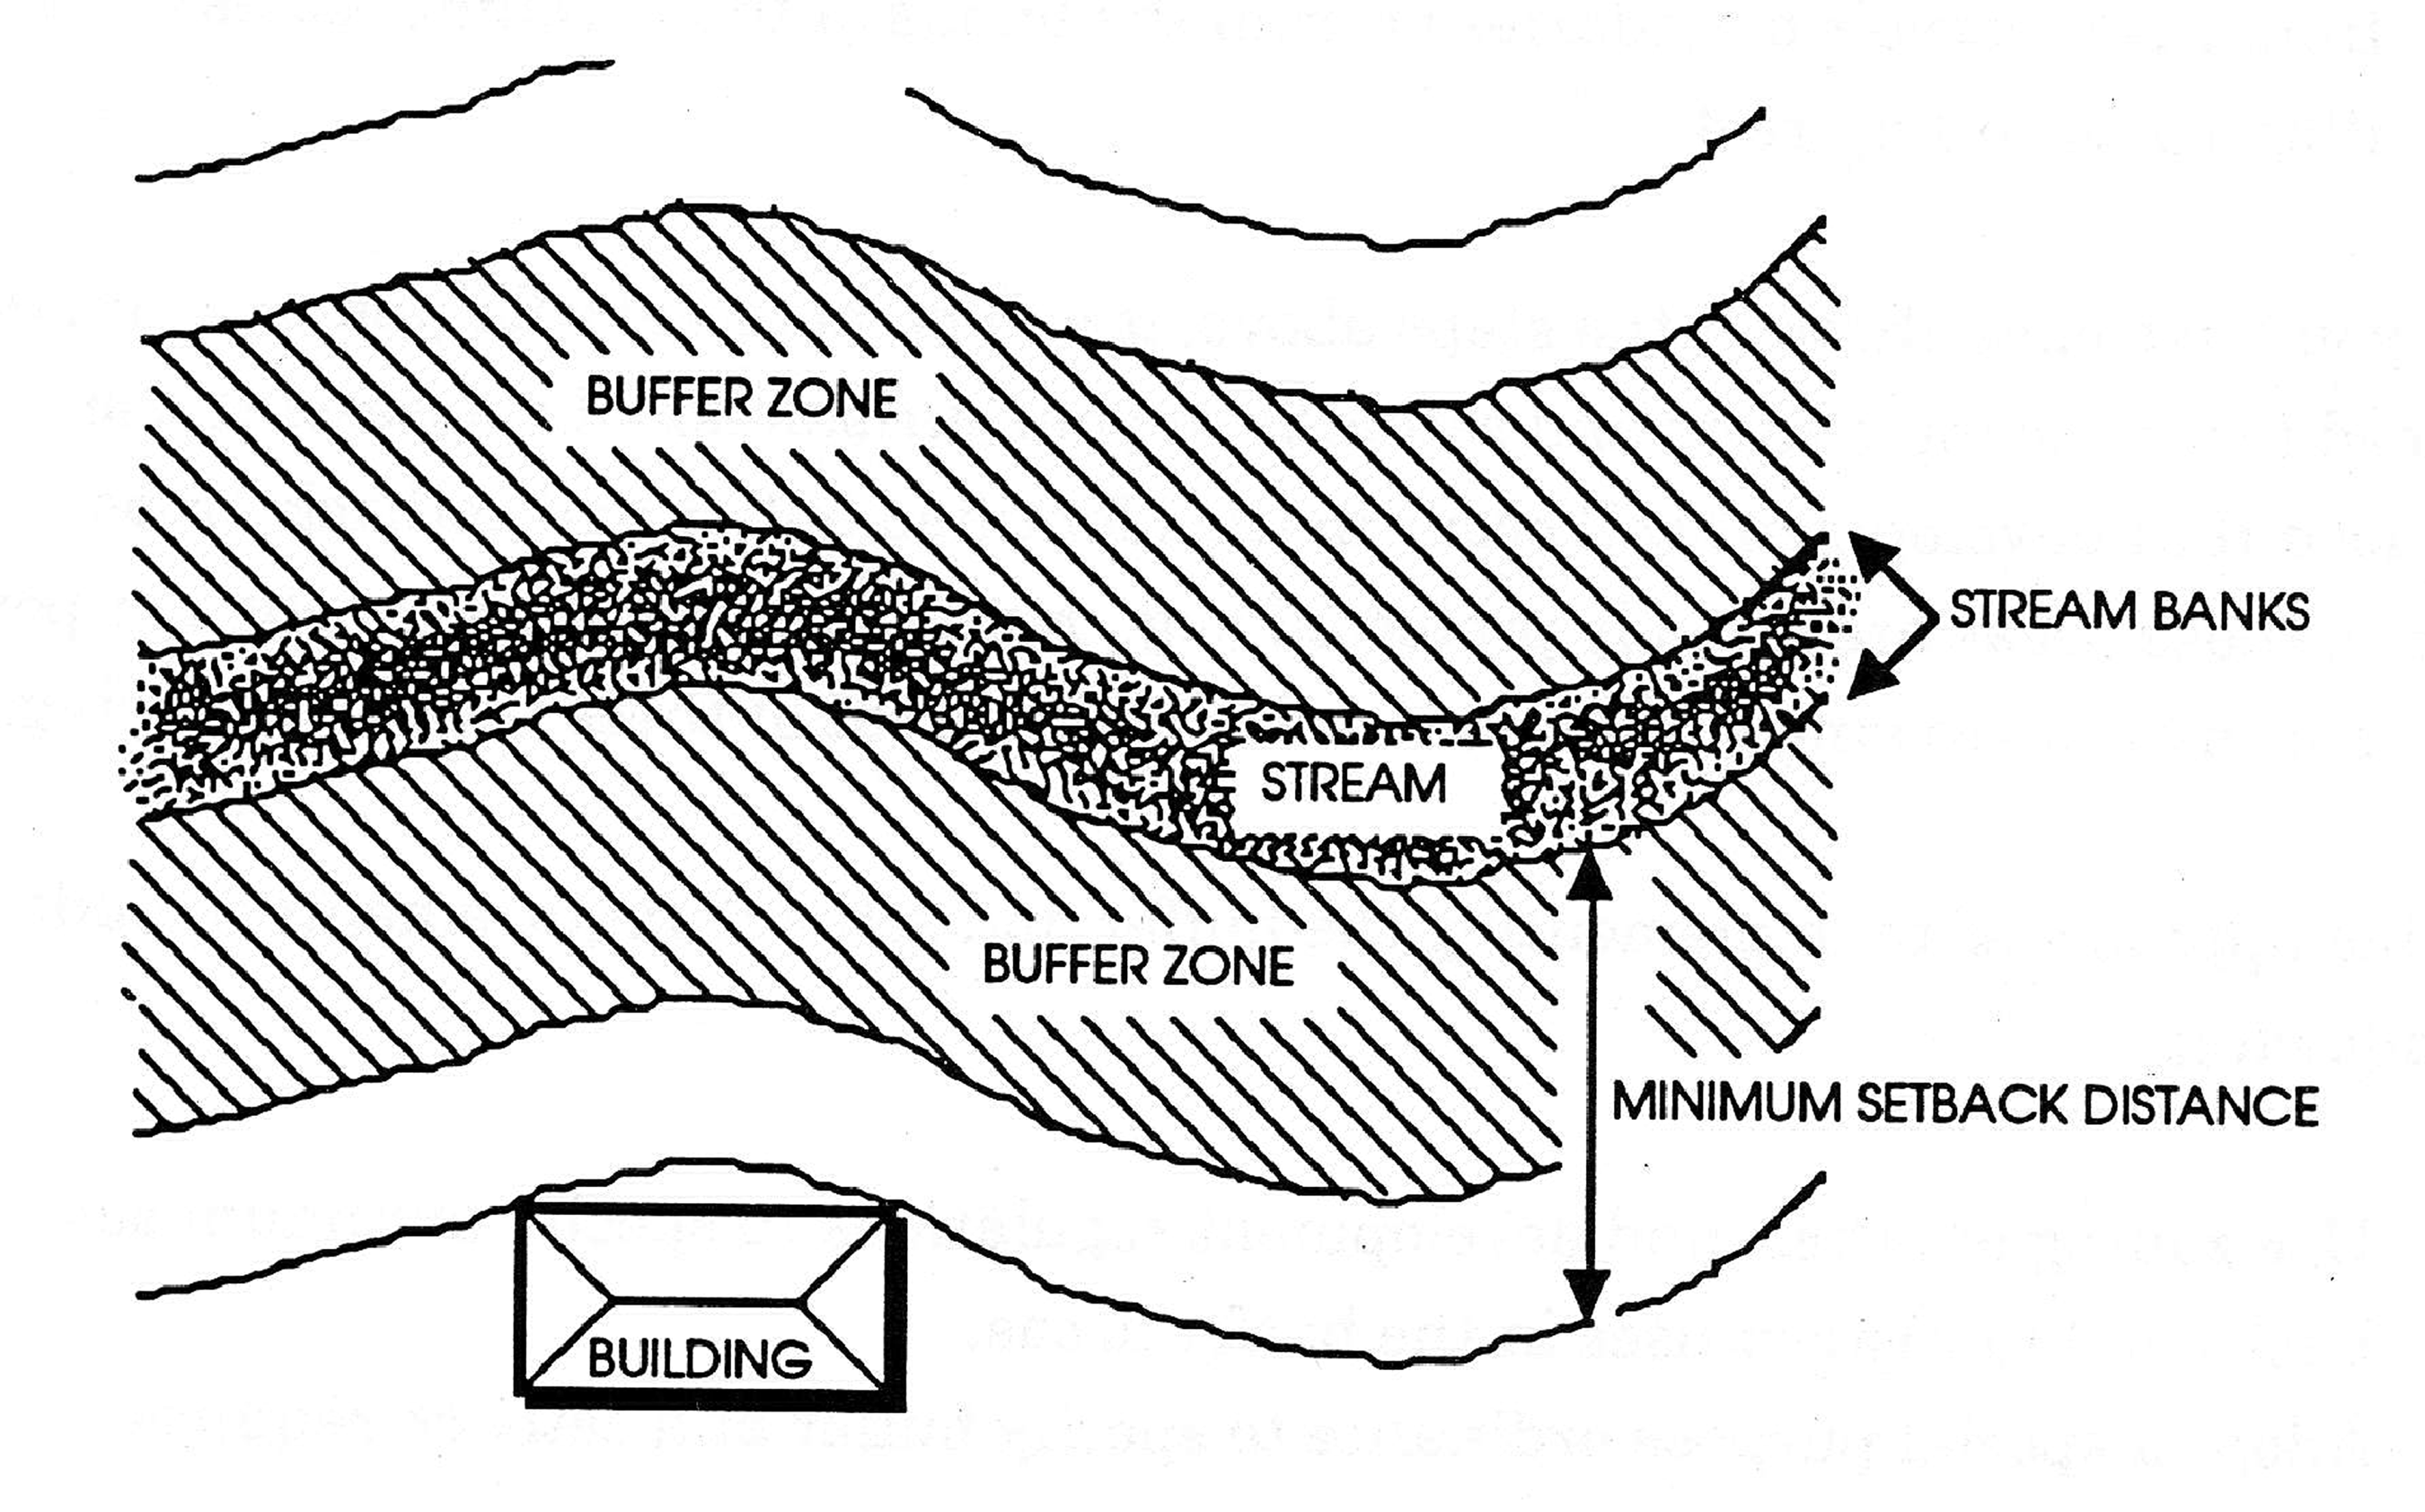 BUFFER ZONE
STREAM BANKS
STREAM
BUFFER ZONE
MINIMUM SETBACK DISTANCE
BUILDING